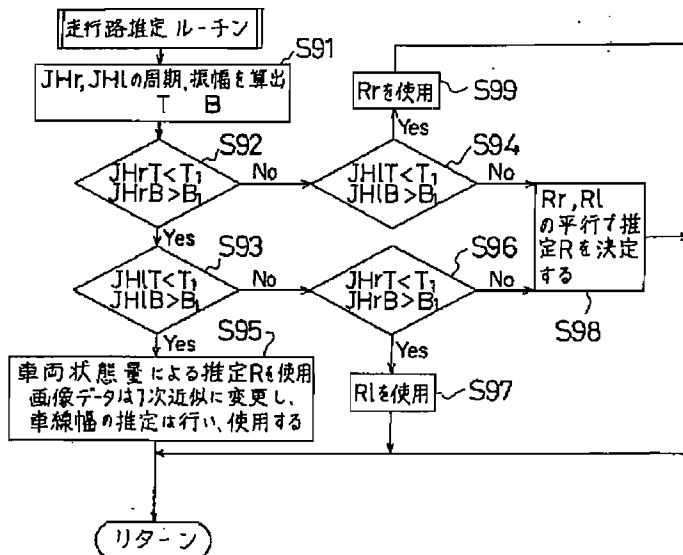 走行路推定 ルーチン
S91
JHr, JHlの周期, 振幅を算出
T B
S92
JHrT<T1
JHrB>B1
No
Yes
S94
JHlT<T1
JHlB>B1
No
Yes
Rrを使用
S99
S93
JHlT<T1
JHlB>B1
No
Yes
S96
JHrT<T1
JHrB>B1
No
Yes
Rr, Rl
の平行で推
定Rを決定
する
S98
S95
車両状態量による推定Rを使用
画像データは1次近似に変更し、
車線幅の推定は行い、使用する
Rlを使用
S97
リターン